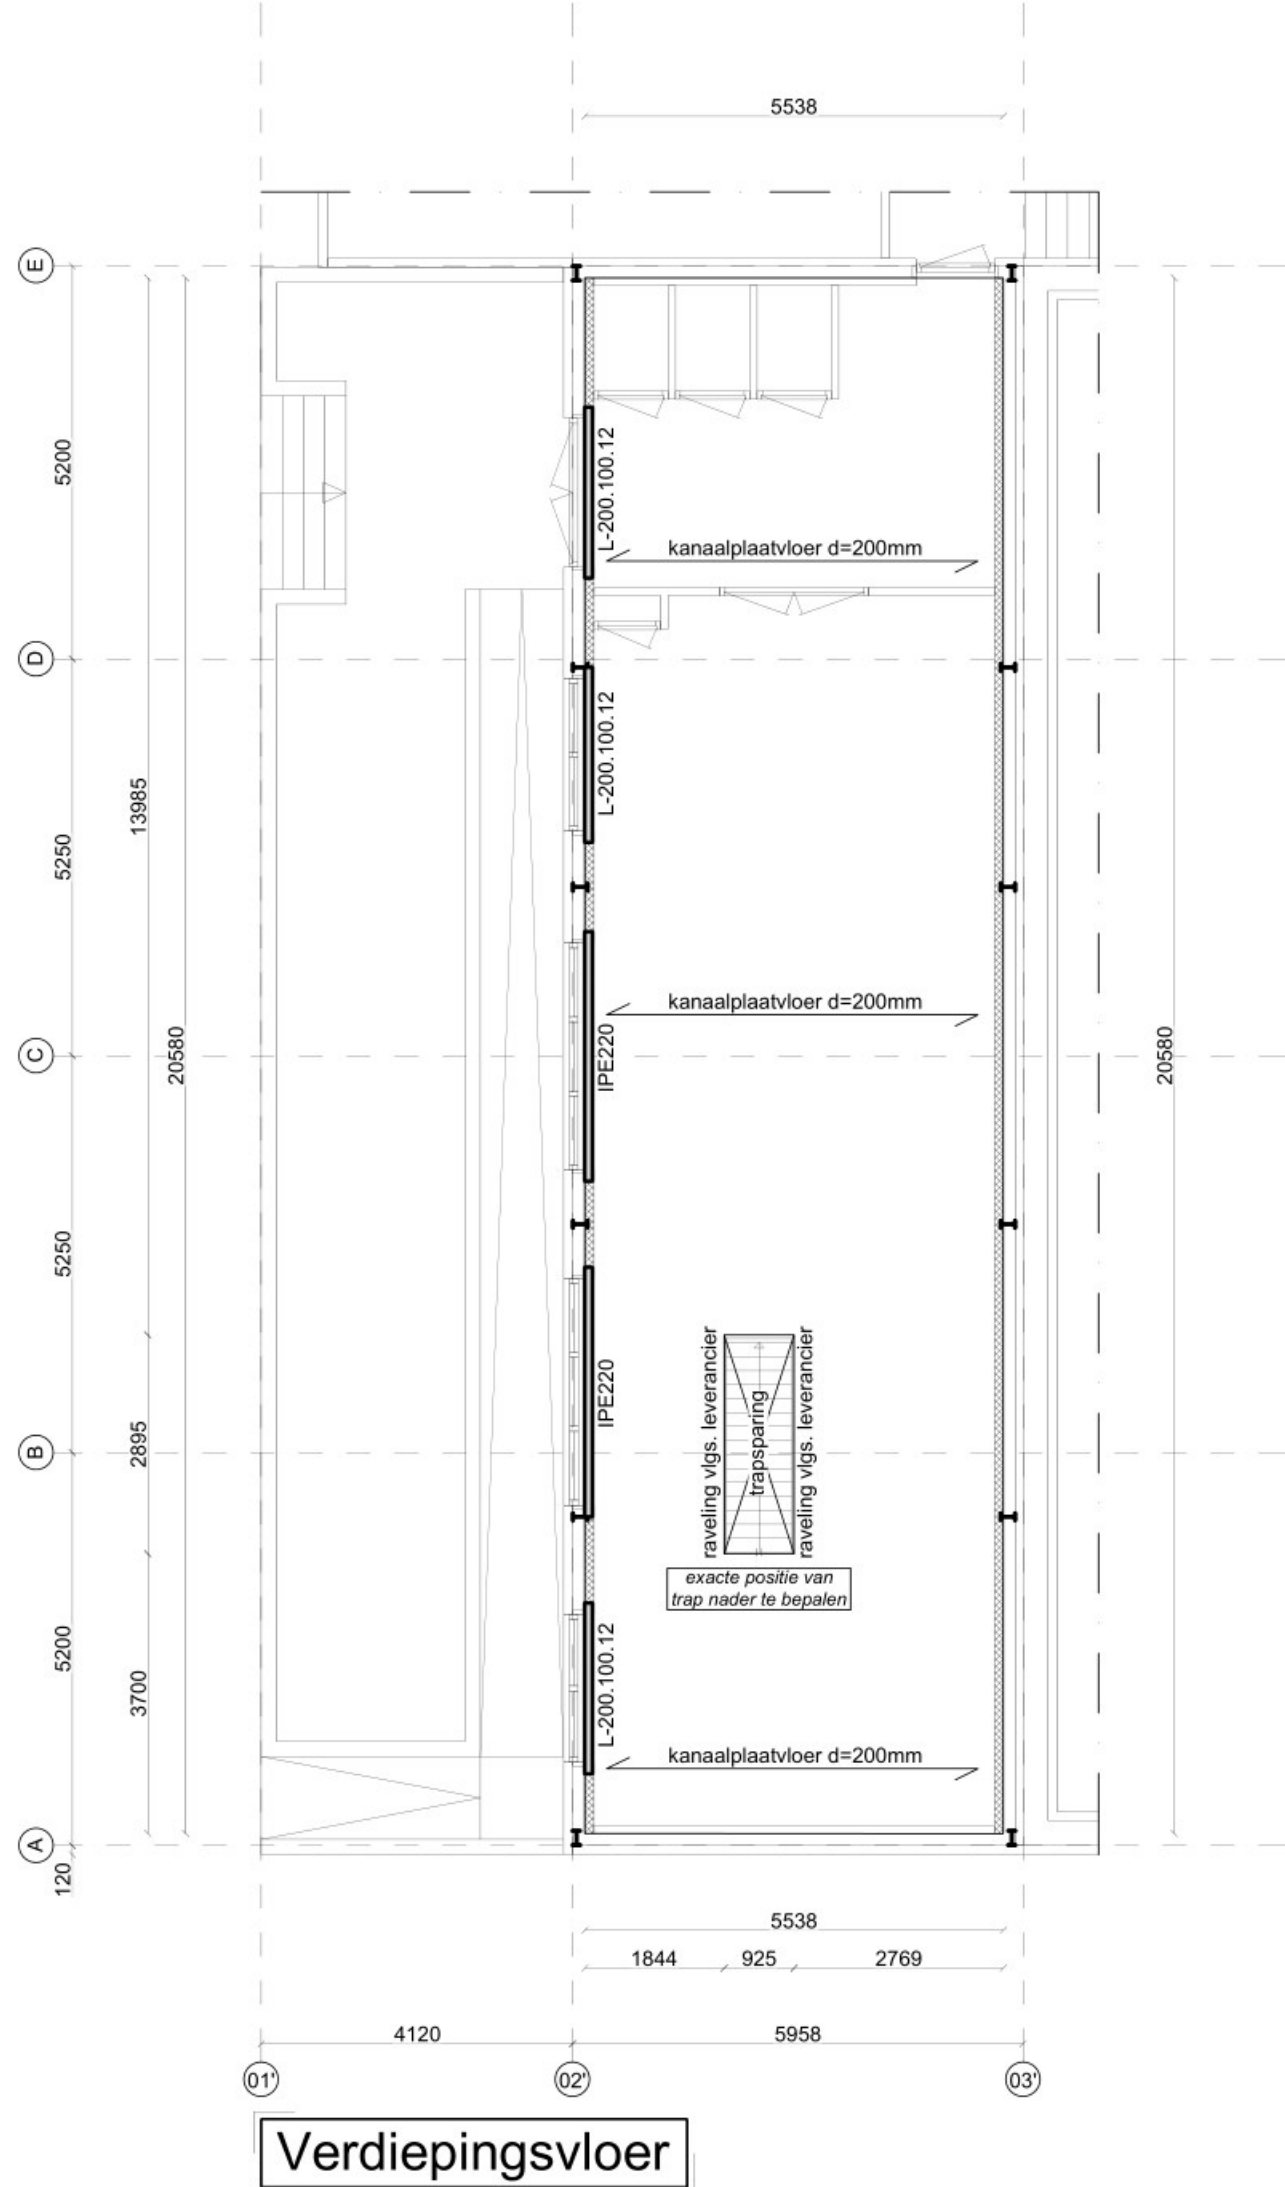 5538
E
5200
L-200.100.12
kanaalplaatvloer d=200mm
D
13985
5250
L-200.100.12
kanaalplaatvloer d=200mm
C
20580
IPE220
20580
5250
IPE220
raveling vlgs. leverancier
trapsparing
raveling vlgs. leverancier
2895
B
exacte positie van
trap nader te bepalen
5200
3700
L-200.100.12
kanaalplaatvloer d=200mm
A
120
5538
1844
925
2769
4120
5958
01'
02'
03'
Verdiepingsvloer